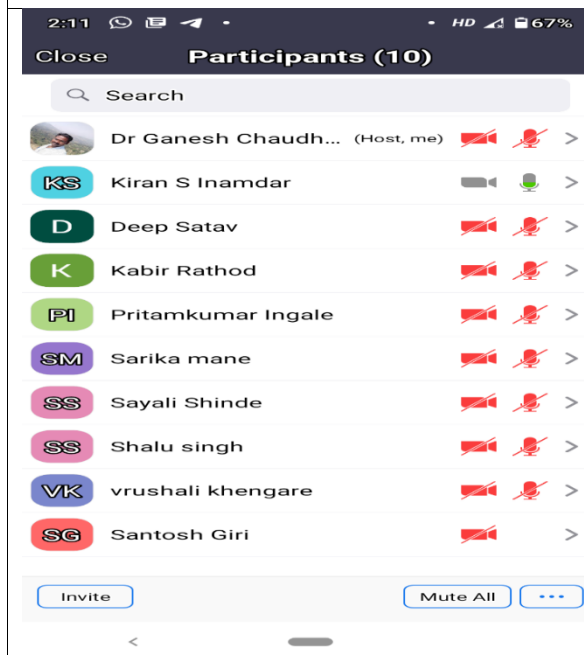 2:11 HD 67%
Close Participants (10)
Search
Dr Ganesh Chaudh... (Host, me)
KS Kiran S Inamdar
D Deep Satav
K Kabir Rathod
PI Pritamkumar Ingale
SM Sarika mane
SS Sayali Shinde
SS Shalu singh
VK vrushali khengare
SG Santosh Giri
Invite Mute All ...